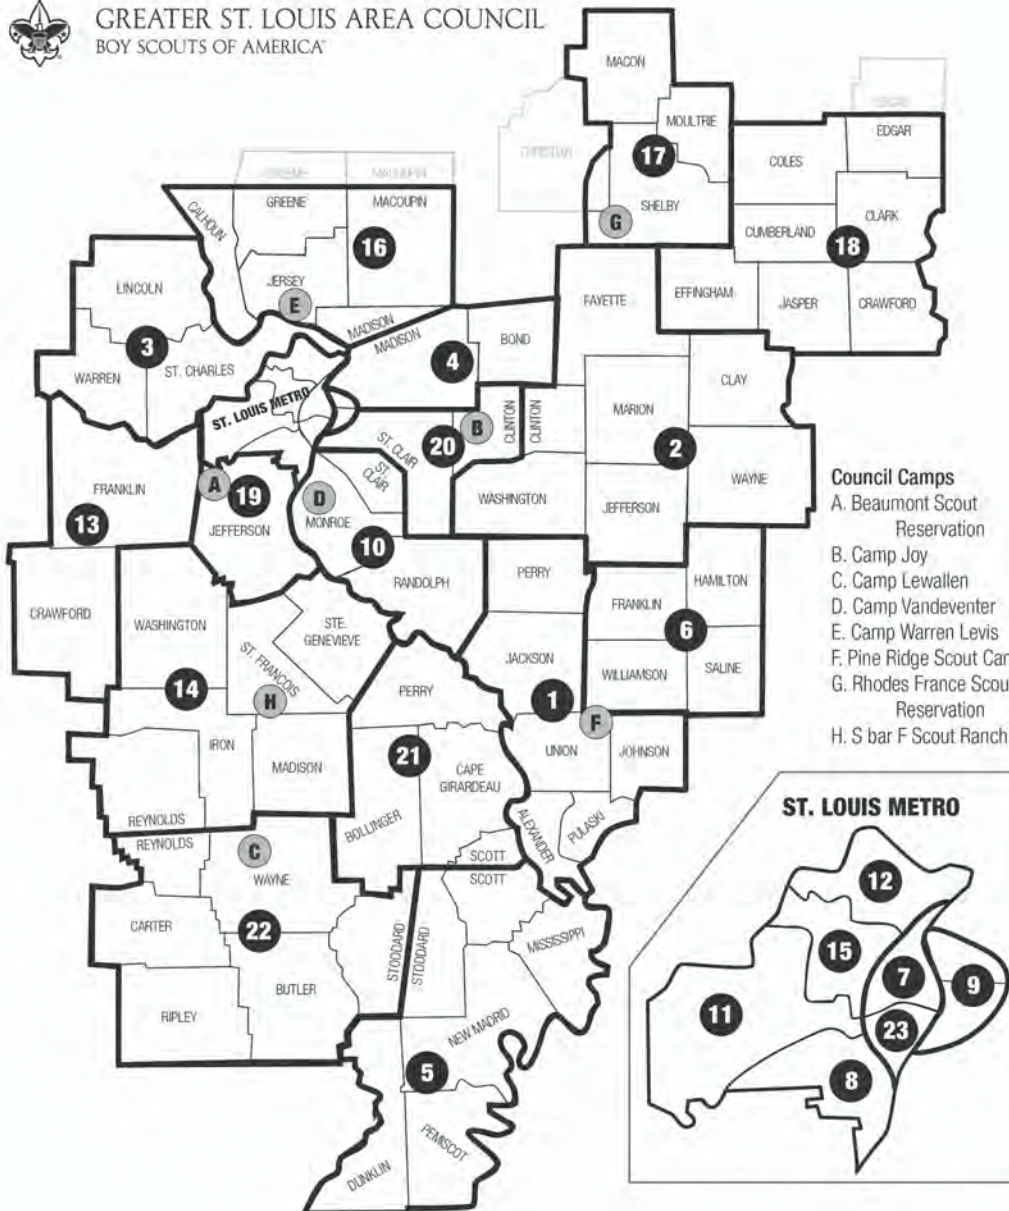 GREATER ST. LOUIS AREA COUNCIL
BOY SCOUTS OF AMERICA
MACON
MOULTRIE
CHRISTIAN
17
SHELBY
G
EDGAR
EDGAR
COLES
CLARK
CUMBERLAND
18
EFFINGHAM
JASPER
CRAWFORD
GREENE
MACOUPIN
GREENE
MACOUPIN
CALHOUN
16
JERSEY
E
MADISON
MADISON
4
BOND
FAYETTE
LINCOLN
3
WARREN
ST. CHARLES
ST. LOUIS METRO
CLAY
MARION
CLINTON
CLINTON
B
20
ST. CLAIR
ST. CLAIR
2
WAYNE
WASHINGTON
JEFFERSON
FRANKLIN
13
A
19
JEFFERSON
D
MONROE
10
RANDOLPH
PERRY
FRANKLIN
HAMILTON
6
WILLIAMSON
SALINE
JACKSON
1
F
UNION
JOHNSON
ALEXANDER
PULASKI
CRAWFORD
WASHINGTON
STE.
GENEVIEVE
ST. FRANCOIS
14
H
IRON
MADISON
REYNOLDS
REYNOLDS
PERRY
21
CAPE
GIRARDEAU
BOLLINGER
SCOTT
SCOTT
C
WAYNE
CARTER
22
BUTLER
RIPLEY
STODDARD
STODDARD
MISSISSIPPI
NEW MADRID
5
PEMISCOT
DUNKLIN
Council Camps
A. Beaumont Scout
Reservation
B. Camp Joy
C. Camp Lewallen
D. Camp Vandeventer
E. Camp Warren Levis
F. Pine Ridge Scout Cam
G. Rhodes France Scou
Reservation
H. S bar F Scout Ranch
ST. LOUIS METRO
12
15
7
9
11
23
8